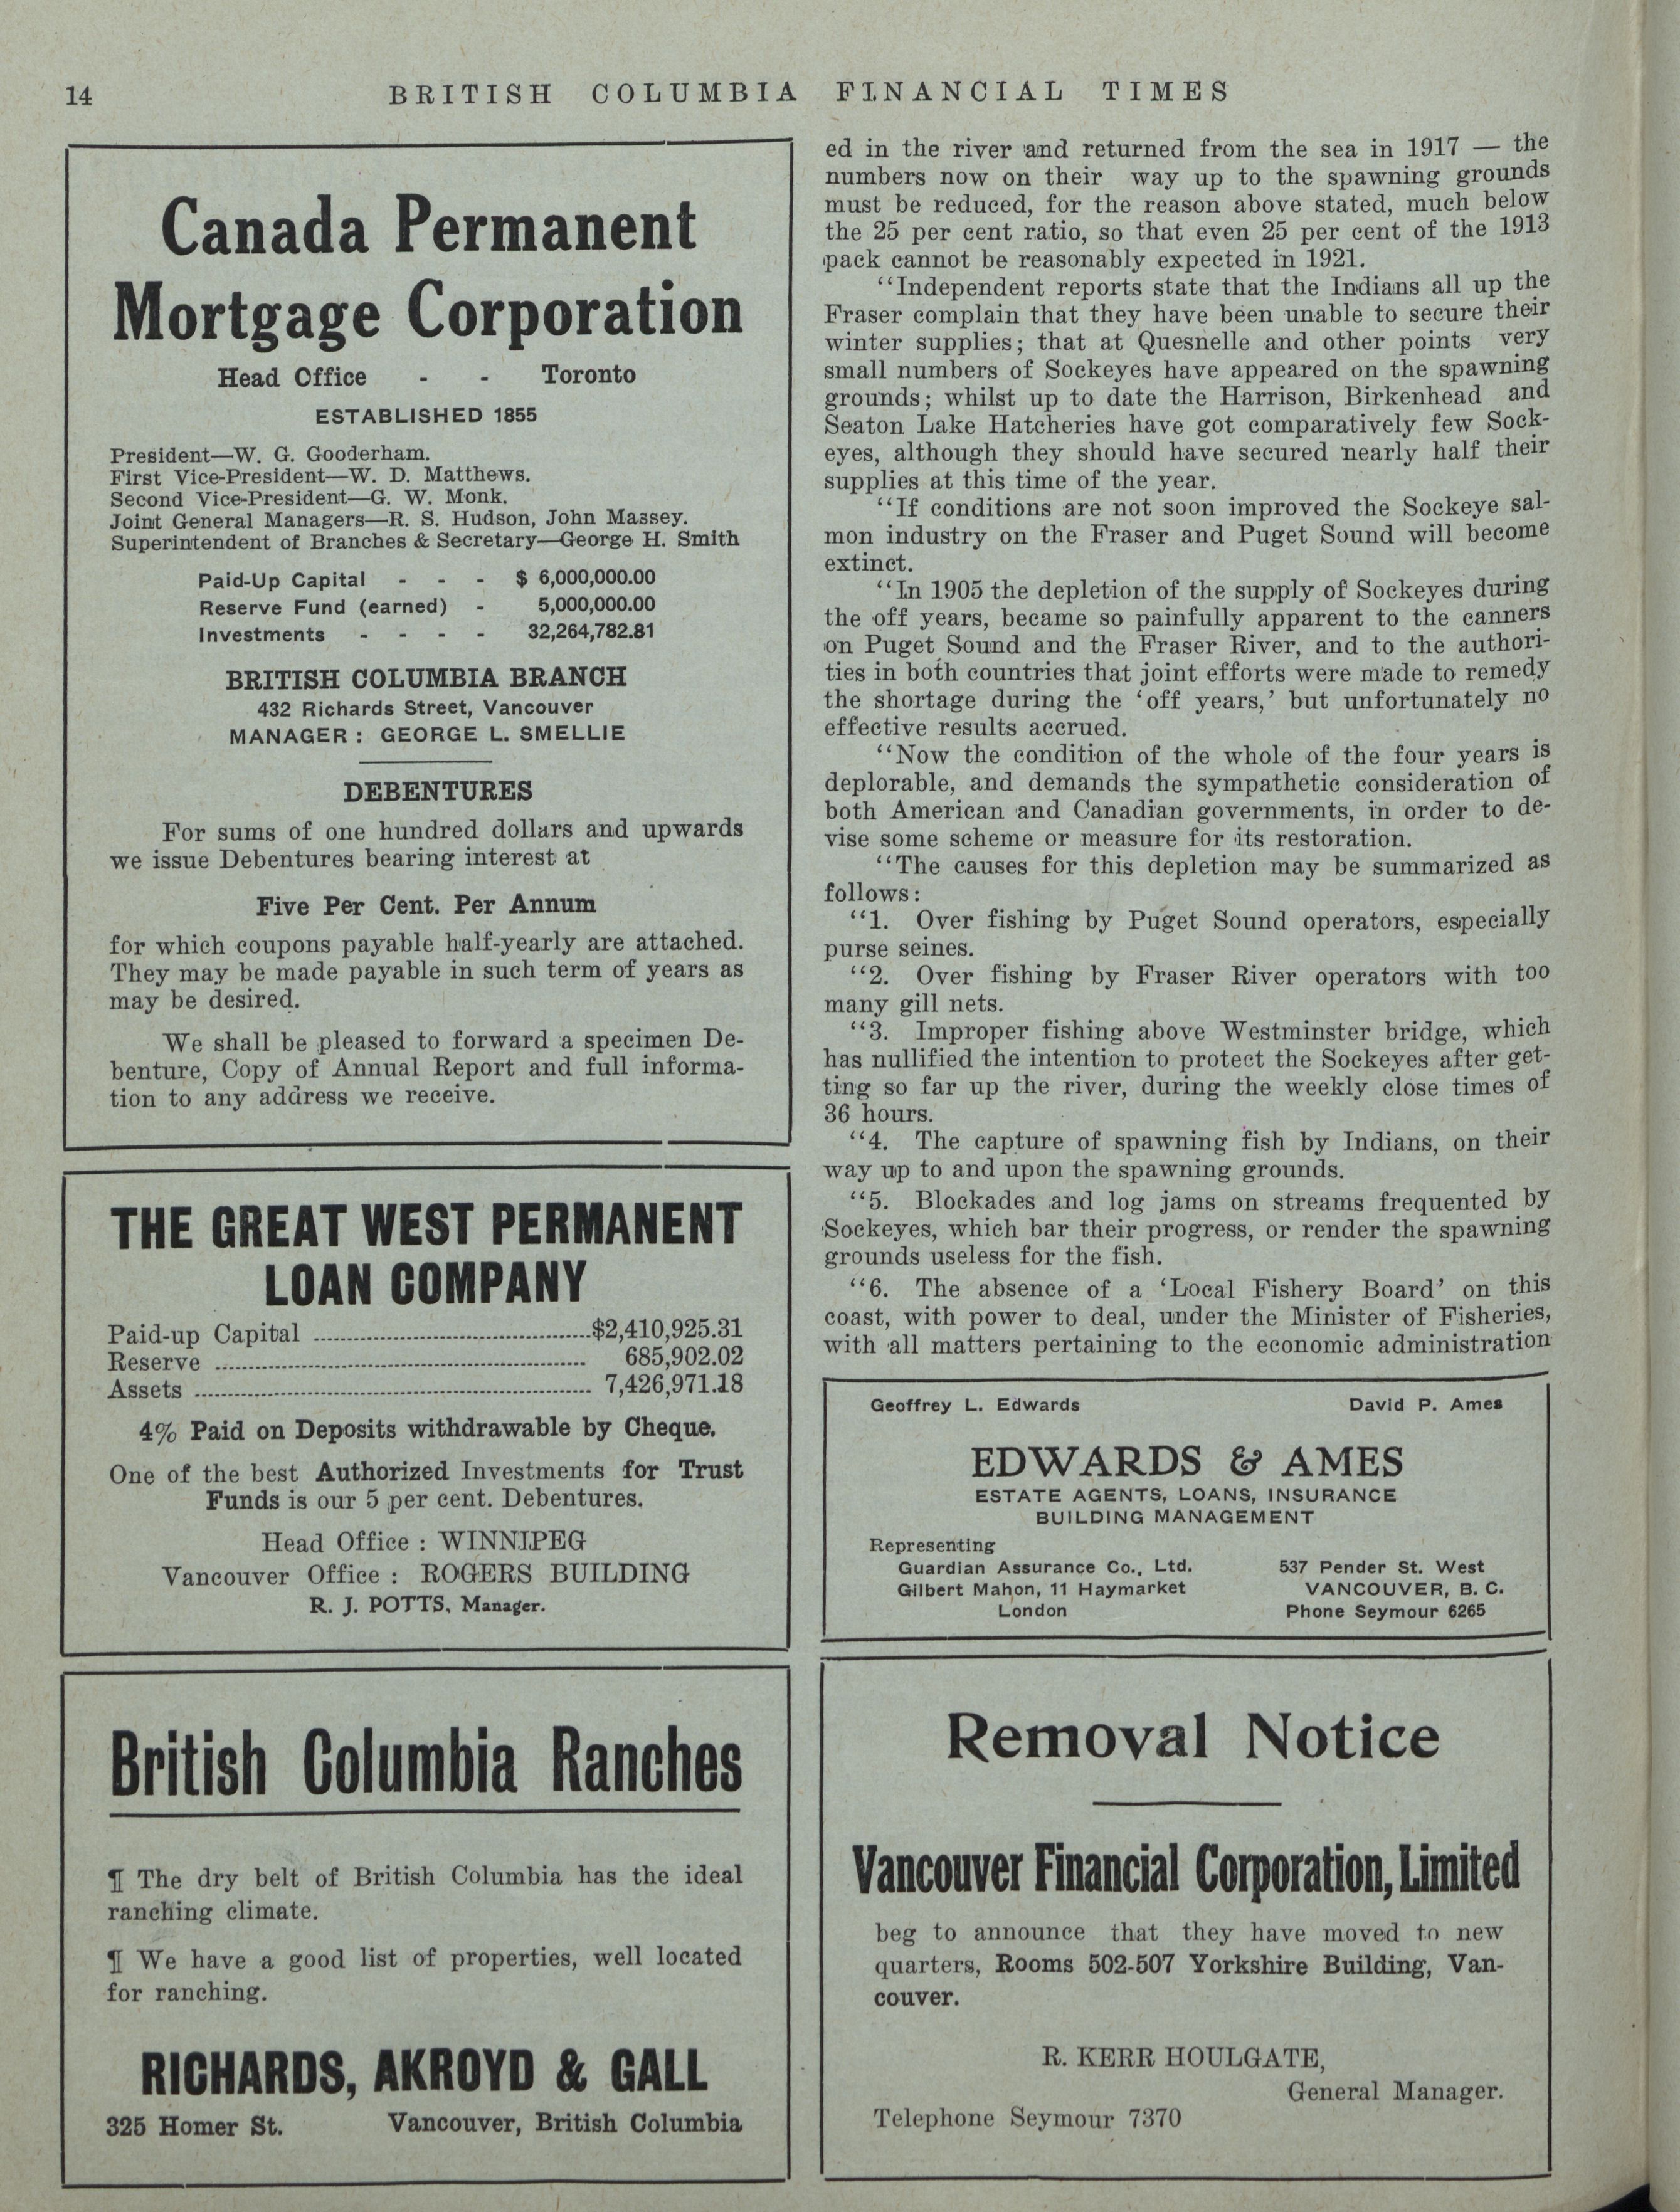 14
BRITISH COLUMBIA FINANCIAL TIMES
Canada Permanent
Mortgage Corporation
Head Office - - Toronto
ESTABLISHED 1855
President—W. G. Gooderham.
First Vice-President—W. D. Matthews.
Second Vice-President—G. W. Monk.
Joint General Managers—R. S. Hudson, John Massey.
Superintendent of Branches & Secretary—George H. Smith
Paid-Up Capital - - - $ 6,000,000.00
Reserve Fund (earned) - 5,000,000.00
Investments - - - - 32,264,782.81
BRITISH COLUMBIA BRANCH
432 Richards Street, Vancouver
MANAGER: GEORGE L. SMELLIE
DEBENTURES
For sums of one hundred dollars and upwards
we issue Debentures bearing interest at
Five Per Cent. Per Annum
for which coupons payable half-yearly are attached.
They may be made payable in such term of years as
may be desired.
We shall be pleased to forward a specimen De-
benture, Copy of Annual Report and full informa-
tion to any address we receive.
THE GREAT WEST PERMANENT
LOAN COMPANY
Paid-up Capital ..........$2,410,925.31
Reserve .......... 685,902.02
Assets .......... 7,426,971.18
4% Paid on Deposits withdrawable by Cheque.
One of the best Authorized Investments for Trust
Funds is our 5 per cent. Debentures.
Head Office : WINNIPEG
Vancouver Office : ROGERS BUILDING
R. J. POTTS, Manager.
British Columbia Ranches
¶ The dry belt of British Columbia has the ideal
ranching climate.
¶ We have a good list of properties, well located
for ranching.
RICHARDS, AKROYD & GALL
325 Homer St. Vancouver, British Columbia
ed in the river and returned from the sea in 1917 — the
numbers now on their way up to the spawning grounds
must be reduced, for the reason above stated, much below
the 25 per cent ratio, so that even 25 per cent of the 1913
pack cannot be reasonably expected in 1921.
"Independent reports state that the Indians all up the
Fraser complain that they have been unable to secure their
winter supplies; that at Quesnelle and other points very
small numbers of Sockeyes have appeared on the spawning
grounds; whilst up to date the Harrison, Birkenhead and
Seaton Lake Hatcheries have got comparatively few Sock-
eyes, although they should have secured nearly half their
supplies at this time of the year.
"If conditions are not soon improved the Sockeye sal-
mon industry on the Fraser and Puget Sound will become
extinct.
"In 1905 the depletion of the supply of Sockeyes during
the off years, became so painfully apparent to the canners
on Puget Sound and the Fraser River, and to the authori-
ties in both countries that joint efforts were made to remedy
the shortage during the 'off years,' but unfortunately no
effective results accrued.
"Now the condition of the whole of the four years is
deplorable, and demands the sympathetic consideration of
both American and Canadian governments, in order to de-
vise some scheme or measure for its restoration.
"The causes for this depletion may be summarized as
follows:
"1. Over fishing by Puget Sound operators, especially
purse seines.
"2. Over fishing by Fraser River operators with too
many gill nets.
"3. Improper fishing above Westminster bridge, which
has nullified the intention to protect the Sockeyes after get-
ting so far up the river, during the weekly close times of
36 hours.
"4. The capture of spawning fish by Indians, on their
way up to and upon the spawning grounds.
"5. Blockades and log jams on streams frequented by
Sockeyes, which bar their progress, or render the spawning
grounds useless for the fish.
"6. The absence of a 'Local Fishery Board' on this
coast, with power to deal, under the Minister of Fisheries,
with all matters pertaining to the economic administration
Geoffrey L. Edwards David P. Ames
EDWARDS & AMES
ESTATE AGENTS, LOANS, INSURANCE
BUILDING MANAGEMENT
Representing
Guardian Assurance Co., Ltd. 537 Pender St. West
Gilbert Mahon, 11 Haymarket VANCOUVER, B. C.
London Phone Seymour 6265
Removal Notice
Vancouver Financial Corporation, Limited
beg to announce that they have moved to new
quarters, Rooms 502-507 Yorkshire Building, Van-
couver.
R. KERR HOULGATE,
General Manager.
Telephone Seymour 7370